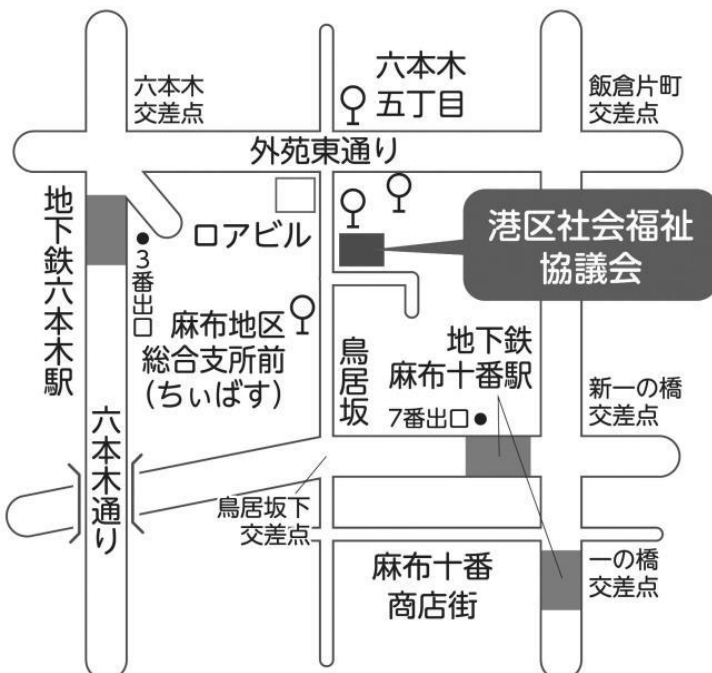 六本木
交差点
六本木
五丁目
飯倉片町
交差点
外苑東通り
地下鉄六本木駅
ロアビル
港区社会福祉
協議会
3番出口
麻布地区
総合支所前
(ちぃばす)
鳥居坂
地下鉄
麻布十番駅
7番出口
新一の橋
交差点
六本木通り
鳥居坂下
交差点
麻布十番
商店街
一の橋
交差点